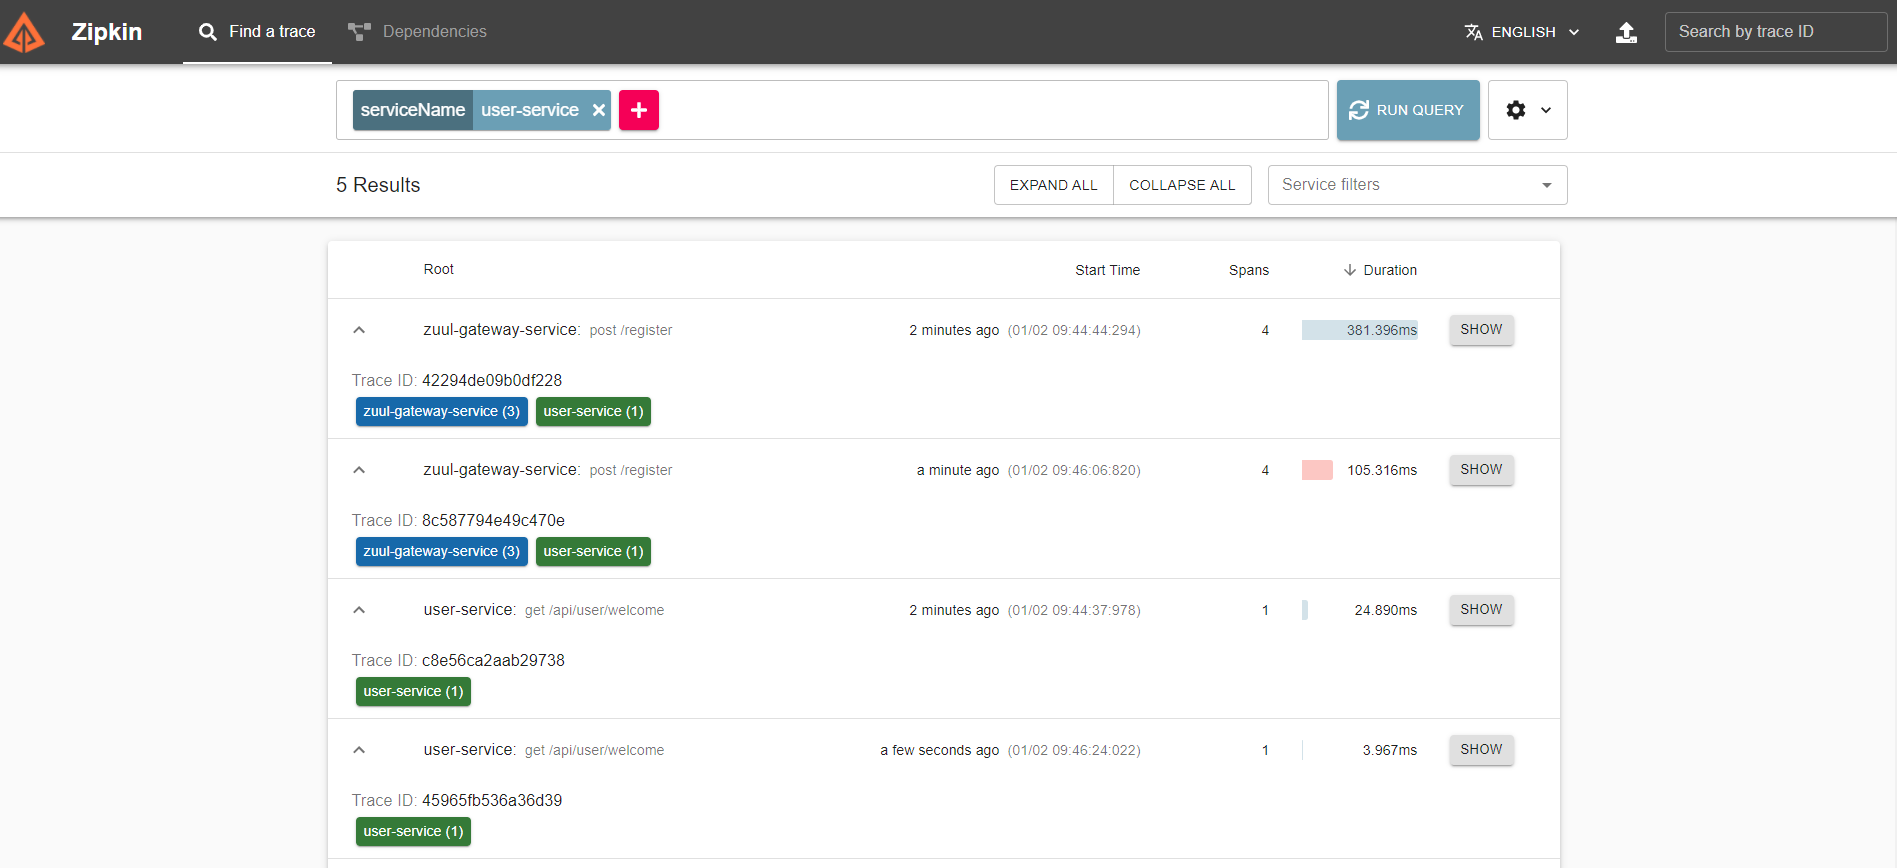 Zipkin Find a trace Dependencies ENGLISH Search by trace ID
serviceName user-service RUN QUERY
5 Results EXPAND ALL COLLAPSE ALL Service filters
Root Start Time Spans Duration
zuul-gateway-service: post /register 2 minutes ago (01/02 09:44:44:294) 4 381.396ms SHOW
Trace ID: 42294de09b0df228
zuul-gateway-service (3) user-service (1)
zuul-gateway-service: post /register a minute ago (01/02 09:46:06:820) 4 105.316ms SHOW
Trace ID: 8c587794e49c470e
zuul-gateway-service (3) user-service (1)
user-service: get /api/user/welcome 2 minutes ago (01/02 09:44:37:978) 1 24.890ms SHOW
Trace ID: c8e56ca2aab29738
user-service (1)
user-service: get /api/user/welcome a few seconds ago (01/02 09:46:24:022) 1 3.967ms SHOW
Trace ID: 45965fb536a36d39
user-service (1)